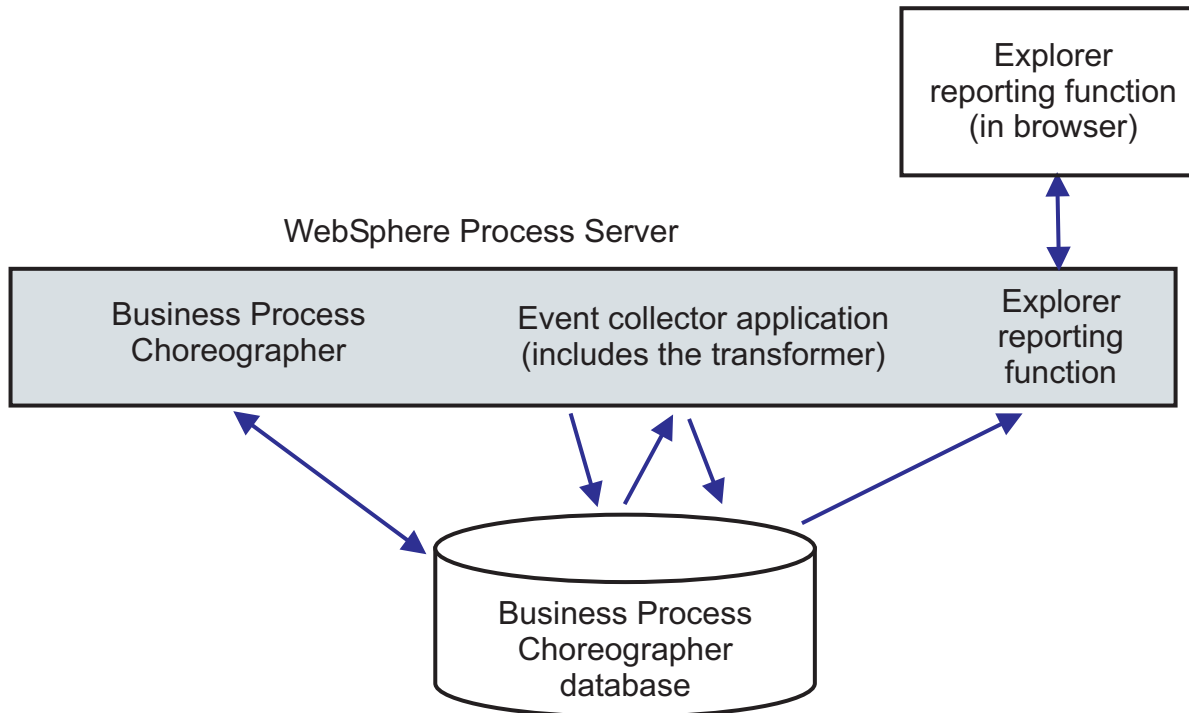 Explorer
reporting function
(in browser)
WebSphere Process Server
Business Process
Choreographer
Event collector application
(includes the transformer)
Explorer
reporting
function
Business Process
Choreographer
database